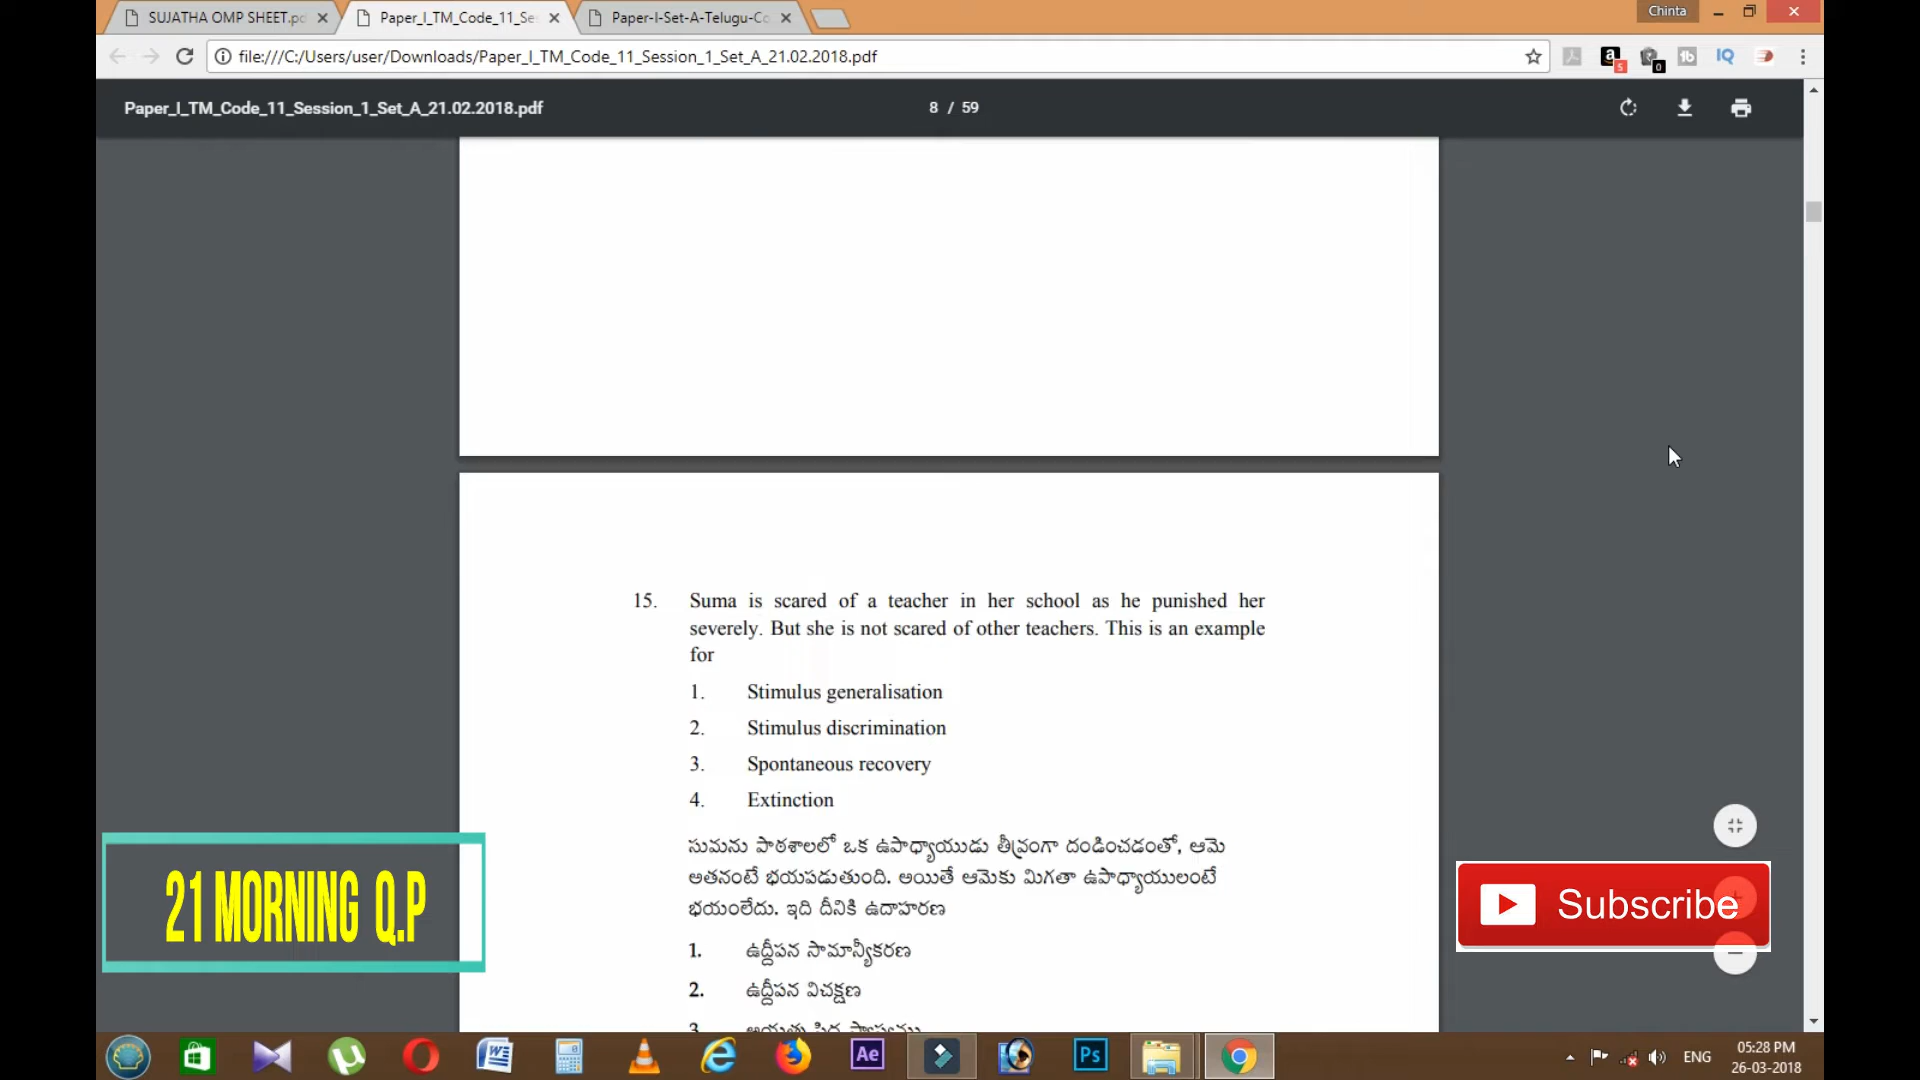 SUJATHA OMP SHEET.pd
Paper_I_TM_Code_11_Se
Paper-I-Set-A-Telugu-Co
Chinta
file:///C:/Users/user/Downloads/Paper_I_TM_Code_11_Session_1_Set_A_21.02.2018.pdf
Paper_I_TM_Code_11_Session_1_Set_A_21.02.2018.pdf
8 / 59
15. Suma is scared of a teacher in her school as he punished her
severely. But she is not scared of other teachers. This is an example
for
1. Stimulus generalisation
2. Stimulus discrimination
3. Spontaneous recovery
4. Extinction
సుమను పాఠశాలలో ఒక ఉపాధ్యాయుడు తీవ్రంగా దండించడంతో, ఆమె
అతనంటే భయపడుతుంది. అయితే ఆమెకు మిగతా ఉపాధ్యాయులంటే
భయంలేదు. ఇది దీనికి ఉదాహరణ
1. ఉద్దీపన సామాన్యీకరణ
2. ఉద్దీపన విచక్షణ
3.
21 MORNING Q.P
Subscribe
ENG
05:28 PM
26-03-2018